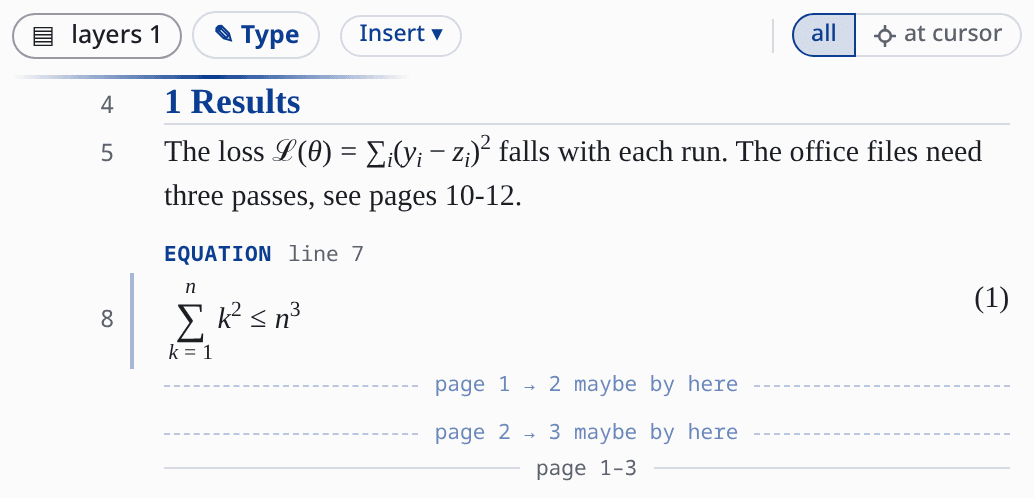 ▤ layers 1 ✎ Type Insert ▾ all at cursor
4 1 Results
5 The loss ℒ(θ) = ∑ᵢ(yᵢ − zᵢ)² falls with each run. The office files need
three passes, see pages 10-12.
EQUATION line 7
n
8 ∑ k² ≤ n³ (1)
k = 1
page 1 → 2 maybe by here
page 2 → 3 maybe by here
page 1–3